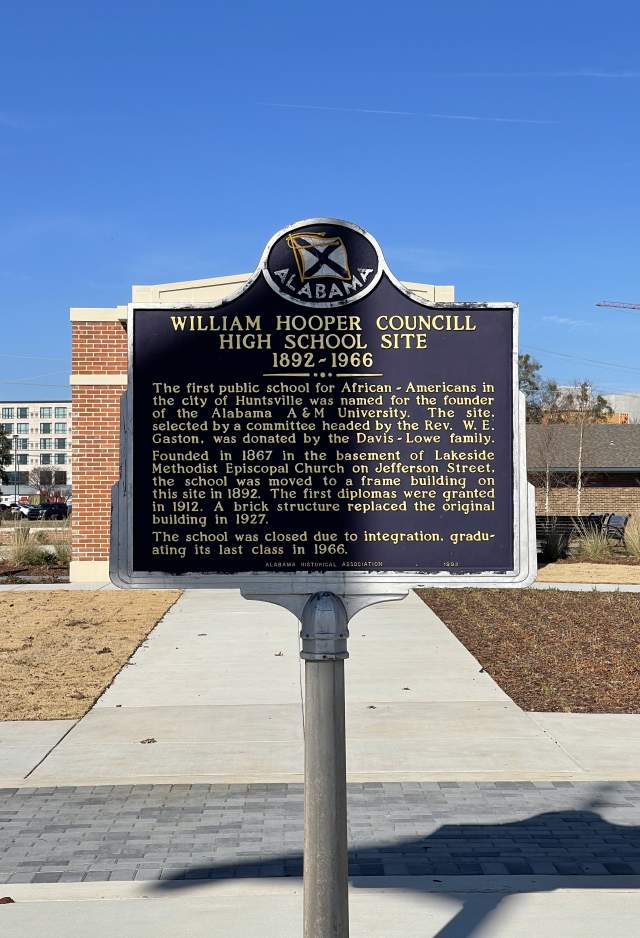 ALABAMA
WILLIAM HOOPER COUNCILL
HIGH SCHOOL SITE
1892-1966
The first public school for African-Americans in
the city of Huntsville was named for the founder
of the Alabama A&M University. The site,
selected by a committee headed by the Rev. W. E.
Gaston, was donated by the Davis-Lowe family.
Founded in 1867 in the basement of Lakeside
Methodist Episcopal Church on Jefferson Street,
the school was moved to a frame building on
this site in 1892. The first diplomas were granted
in 1912. A brick structure replaced the original
building in 1927.
The school was closed due to integration, gradu-
ating its last class in 1966.
ALABAMA HISTORICAL ASSOCIATION 1993